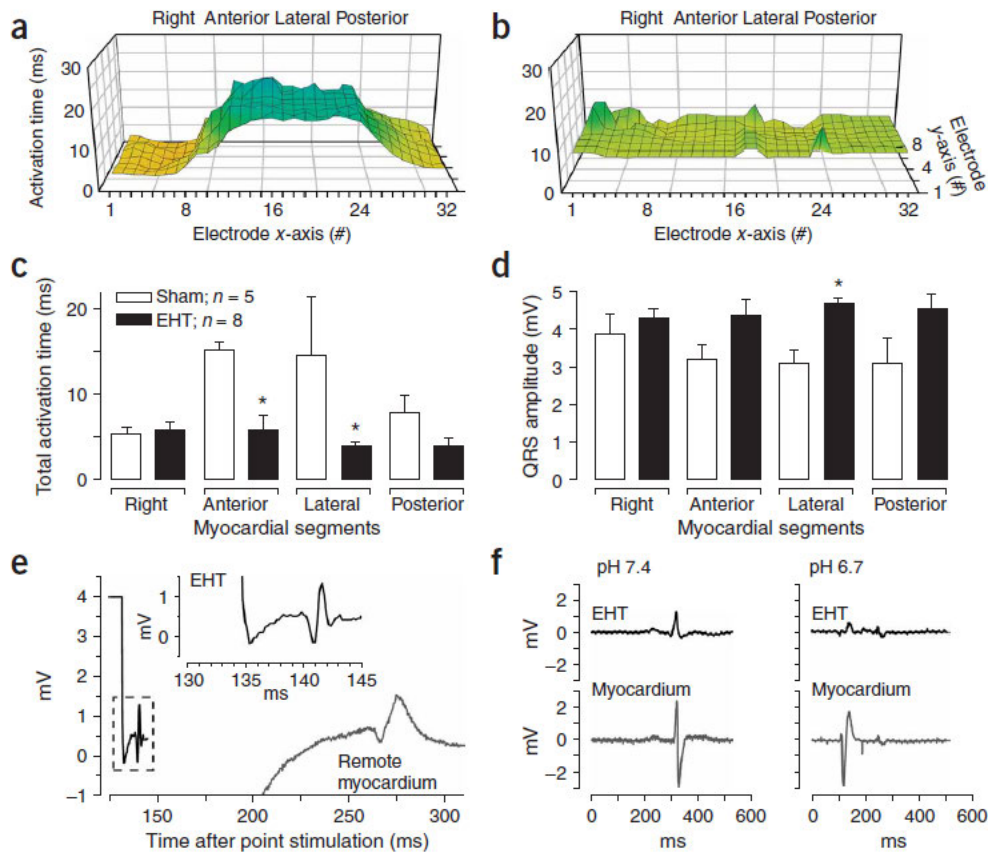 a
Right Anterior Lateral Posterior
Activation time (ms)
30
20
10
0
1 8 16 24 32
Electrode x-axis (#)
b
Right Anterior Lateral Posterior
30
20
10
0
1 8 16 24 32
Electrode x-axis (#)
8
4
1
Electrode
y-axis (#)
c
Total activation time (ms)
20
10
0
Sham; n = 5
EHT; n = 8
* *
Right Anterior Lateral Posterior
Myocardial segments
d
QRS amplitude (mV)
5
4
3
2
1
0
*
Right Anterior Lateral Posterior
Myocardial segments
e
mV
4
3
2
1
0
–1
EHT
mV
1
0
130 135 140 145
ms
Remote
myocardium
150 200 250 300
Time after point stimulation (ms)
f
pH 7.4
EHT
mV
2
0
–2
Myocardium
mV
2
0
–2
0 200 400 600
ms
pH 6.7
EHT
Myocardium
0 200 400 600
ms